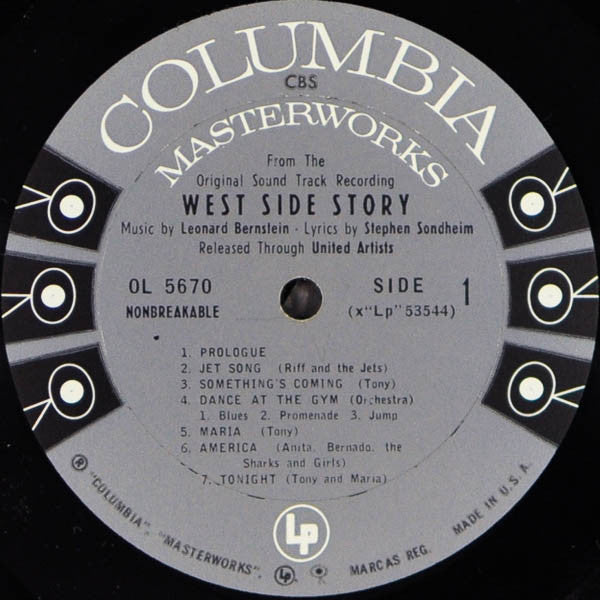 COLUMBIA
CBS
MASTERWORKS
From The
Original Sound Track Recording
WEST SIDE STORY
Music by Leonard Bernstein · Lyrics by Stephen Sondheim
Released Through United Artists
OL 5670 SIDE 1
NONBREAKABLE (x"Lp" 53544)
1. PROLOGUE
2. JET SONG (Riff and the Jets)
3. SOMETHING'S COMING (Tony)
4. DANCE AT THE GYM (Orchestra)
1. Blues 2. Promenade 3. Jump
5. MARIA (Tony)
6. AMERICA (Anita, Bernado, the
Sharks and Girls)
7. TONIGHT (Tony and Maria)
LP
® "COLUMBIA", "MASTERWORKS", LP, MARCAS REG. MADE IN U.S.A.